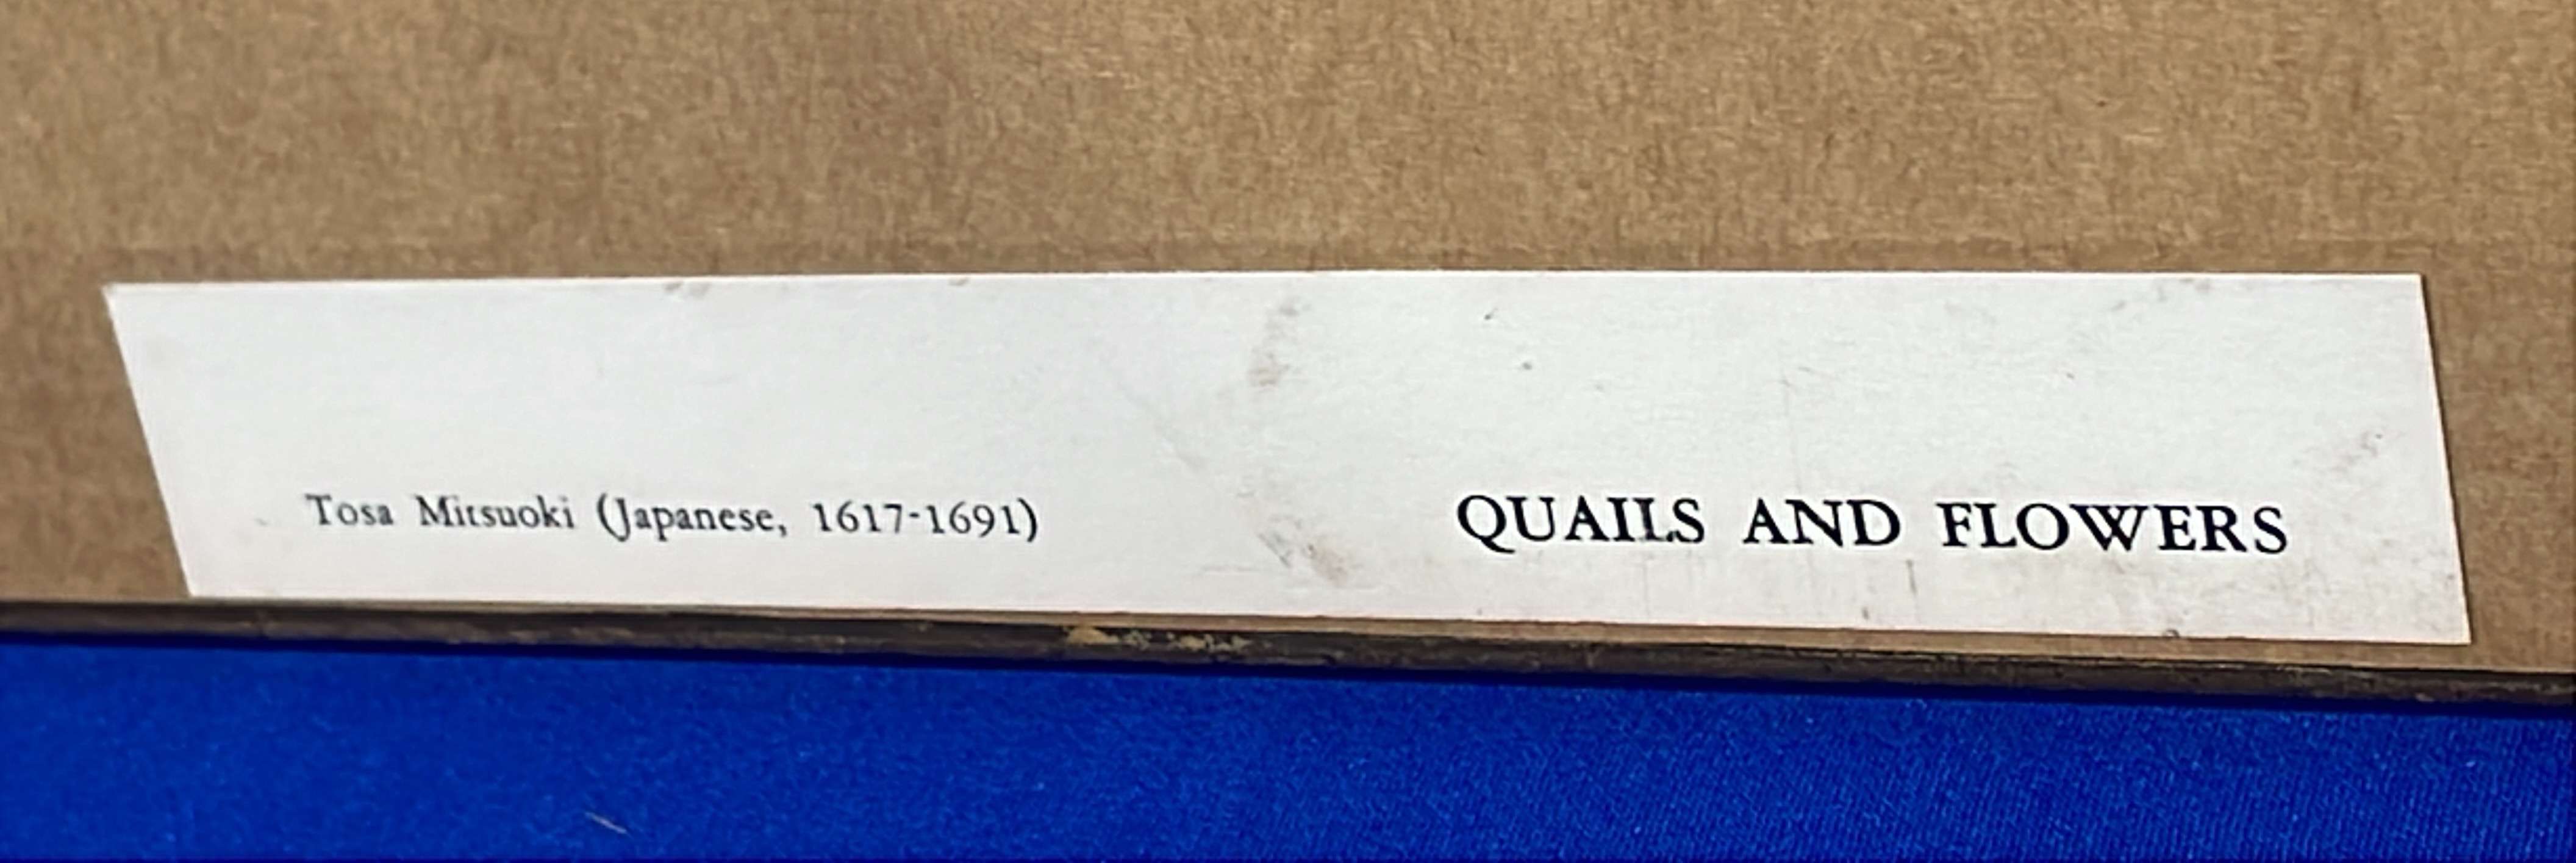 Tosa Mitsuoki (Japanese, 1617-1691)
QUAILS AND FLOWERS